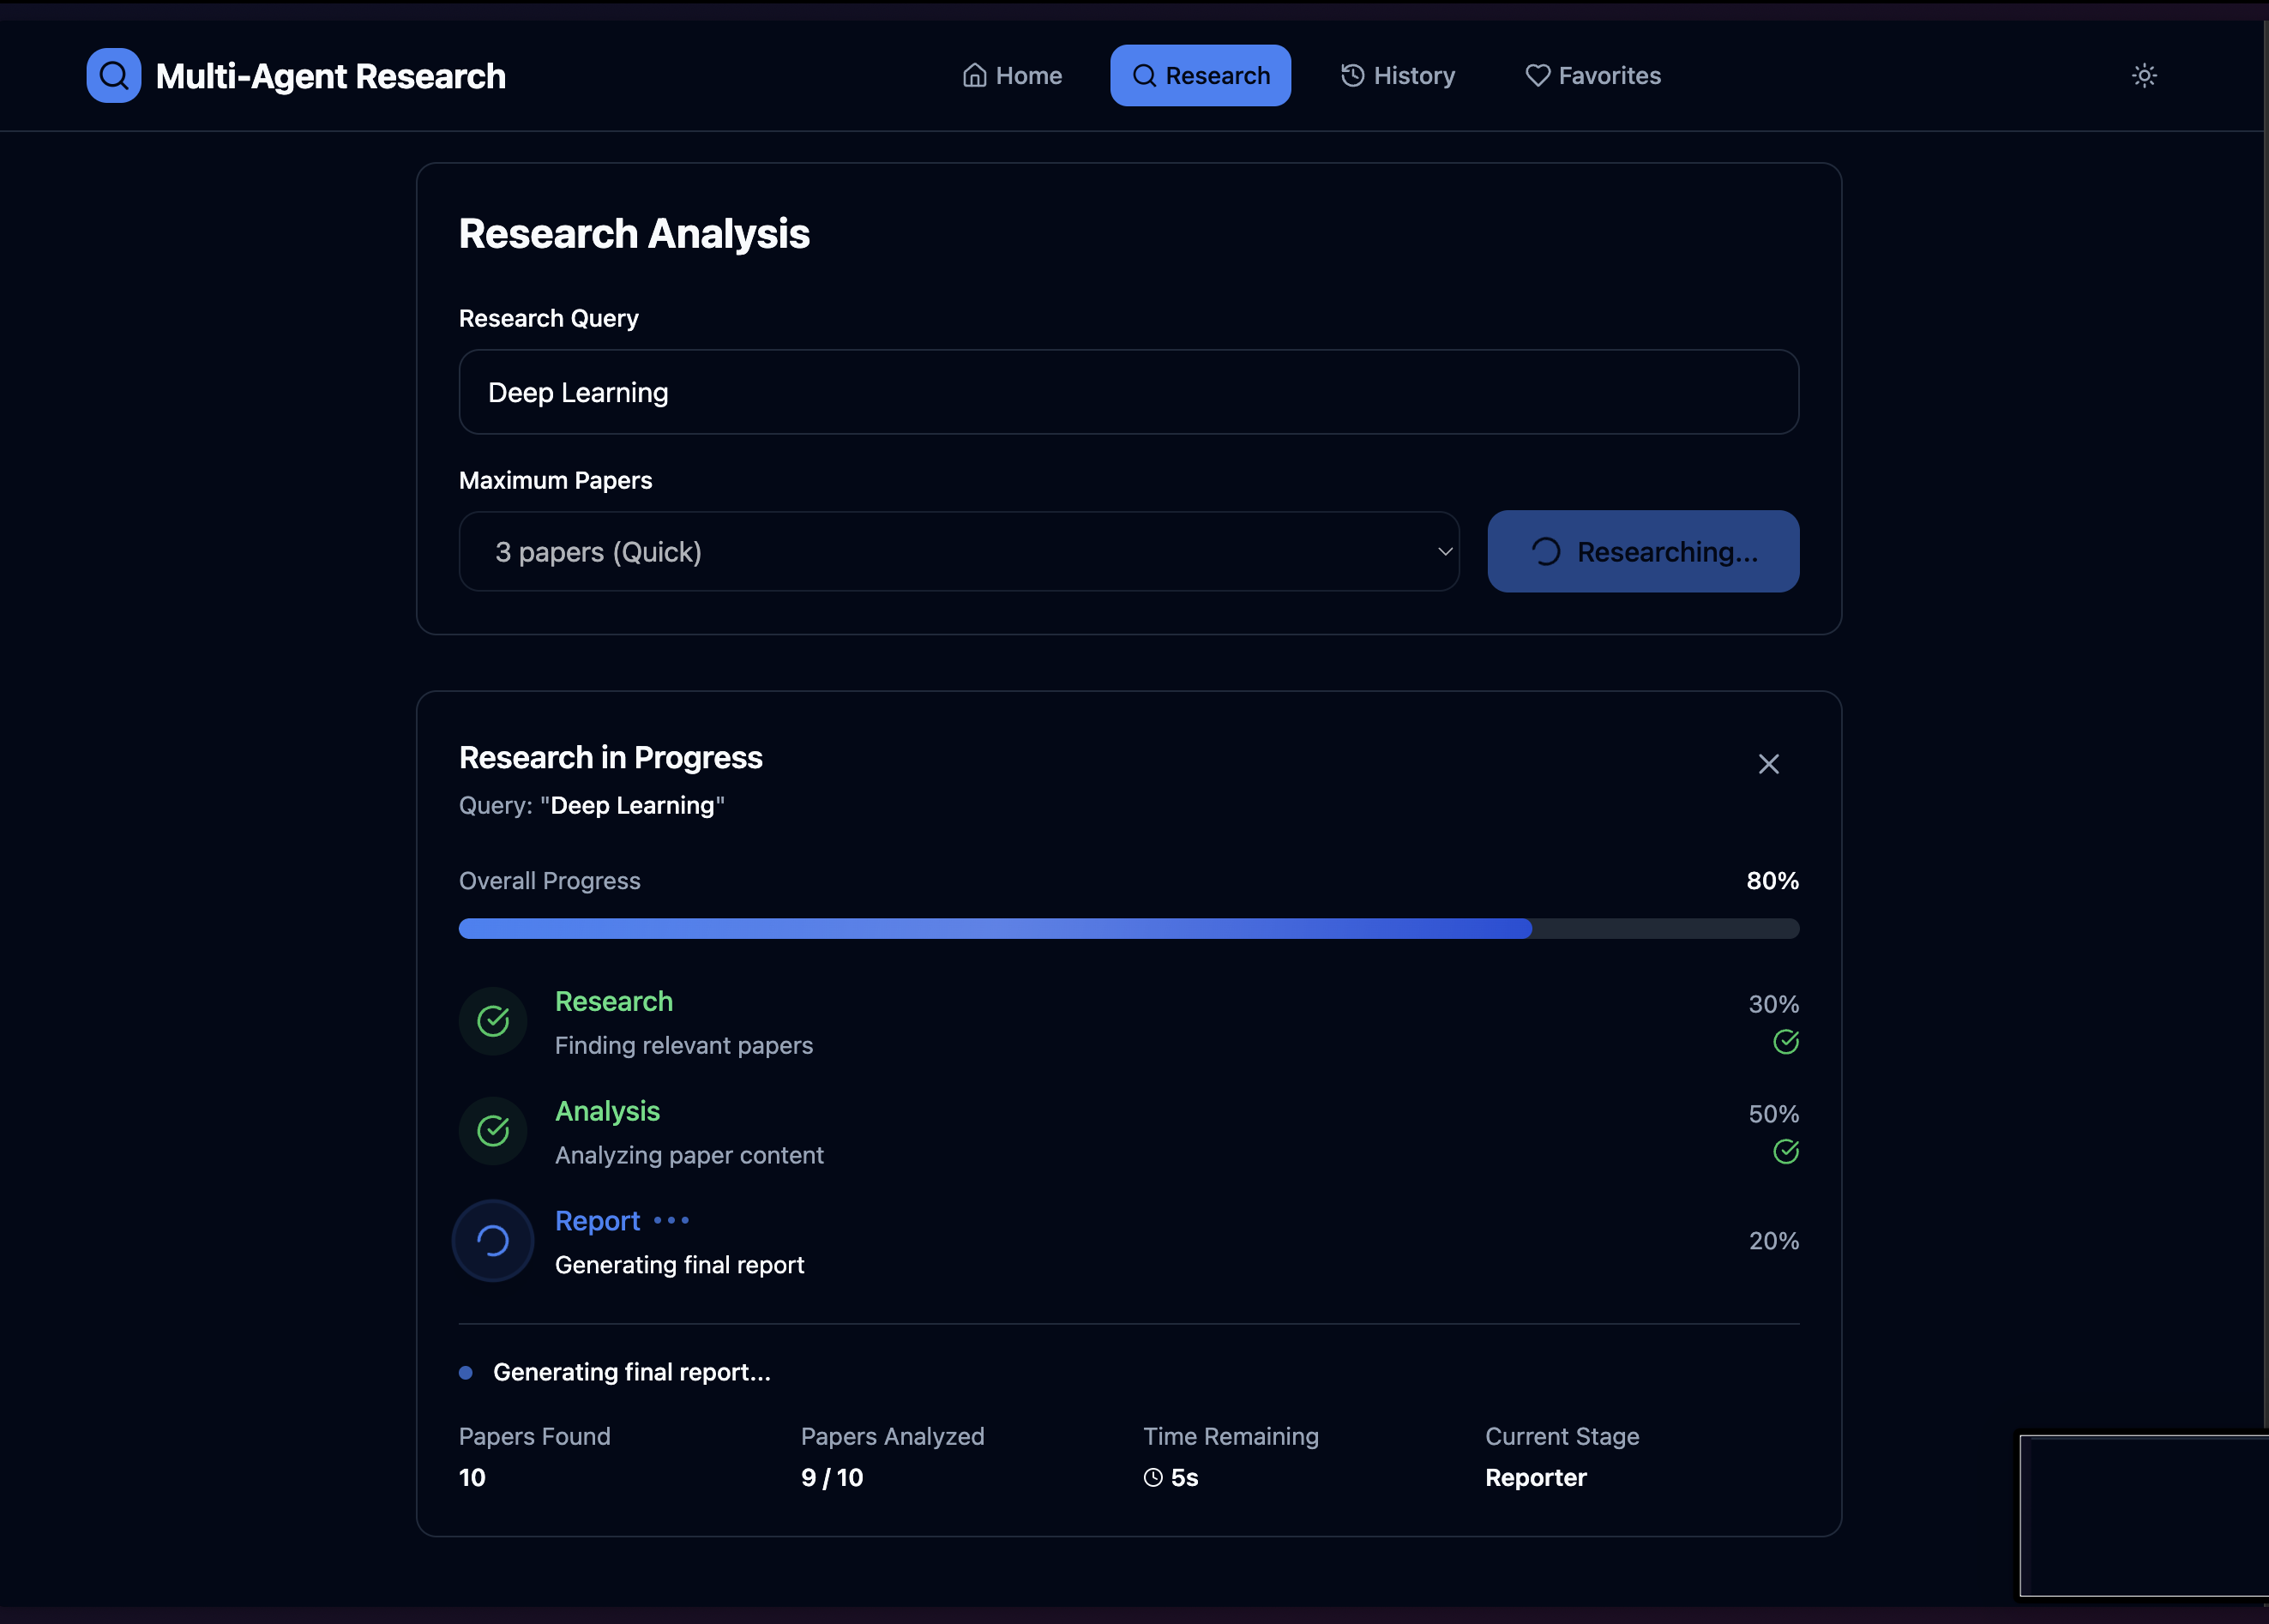 Multi-Agent Research
Home
Research
History
Favorites
Research Analysis
Research Query
Deep Learning
Maximum Papers
3 papers (Quick)
Researching...
Research in Progress
Query: "Deep Learning"
Overall Progress
80%
Research
30%
Finding relevant papers
Analysis
50%
Analyzing paper content
Report
20%
Generating final report
Generating final report...
Papers Found
Papers Analyzed
Time Remaining
Current Stage
10
9 / 10
5s
Reporter